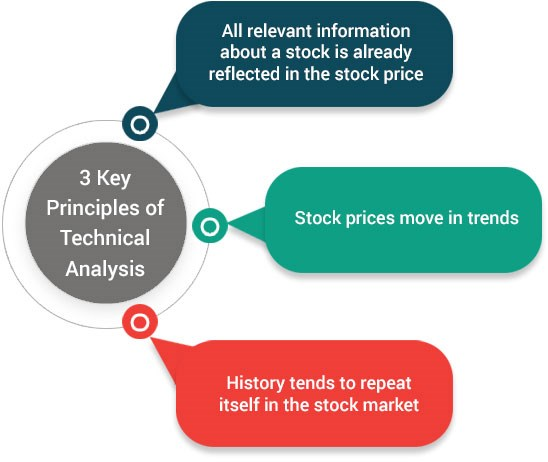 All relevant information
about a stock is already
reflected in the stock price
3 Key
Principles of
Technical
Analysis
Stock prices move in trends
History tends to repeat
itself in the stock market